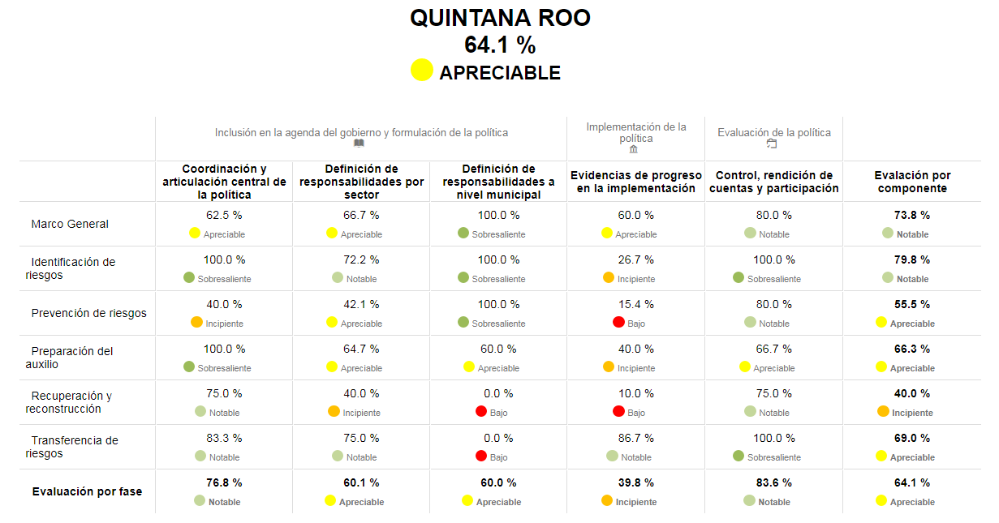 QUINTANA ROO
64.1 %
APRECIABLE
Inclusión en la agenda del gobierno y formulación de la política
Implementación de la
política
Evaluación de la política
Coordinación y
articulación central de
la política
Definición de
responsabilidades por
sector
Definición de
responsabilidades a
nivel municipal
Evidencias de progreso
en la implementación
Control, rendición de
cuentas y participación
Evalación por
componente
Marco General
62.5 %
Apreciable
66.7 %
Apreciable
100.0 %
Sobresaliente
60.0 %
Apreciable
80.0 %
Notable
73.8 %
Notable
Identificación de
riesgos
100.0 %
Sobresaliente
72.2 %
Notable
100.0 %
Sobresaliente
26.7 %
Incipiente
100.0 %
Sobresaliente
79.8 %
Notable
Prevención de riesgos
40.0 %
Incipiente
42.1 %
Apreciable
100.0 %
Sobresaliente
15.4 %
Bajo
80.0 %
Notable
55.5 %
Apreciable
Preparación del
auxilio
100.0 %
Sobresaliente
64.7 %
Apreciable
60.0 %
Apreciable
40.0 %
Incipiente
66.7 %
Apreciable
66.3 %
Apreciable
Recuperación y
reconstrucción
75.0 %
Notable
40.0 %
Incipiente
0.0 %
Bajo
10.0 %
Bajo
75.0 %
Notable
40.0 %
Incipiente
Transferencia de
riesgos
83.3 %
Notable
75.0 %
Notable
0.0 %
Bajo
86.7 %
Notable
100.0 %
Sobresaliente
69.0 %
Apreciable
Evaluación por fase
76.8 %
Notable
60.1 %
Apreciable
60.0 %
Apreciable
39.8 %
Incipiente
83.6 %
Notable
64.1 %
Apreciable